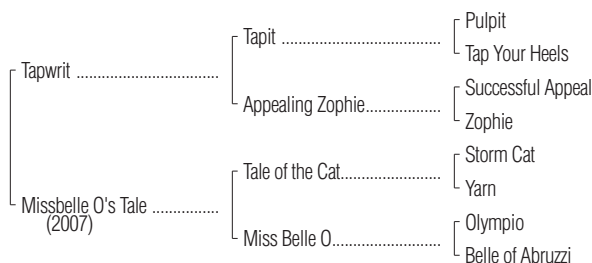 Pulpit
Tapit ........................................
Tap Your Heels
Tapwrit ....................................
Successful Appeal
Appealing Zophie...................
Zophie
Storm Cat
Tale of the Cat.........................
Yarn
Missbelle O's Tale .................
(2007)
Olympio
Miss Belle O...........................
Belle of Abruzzi